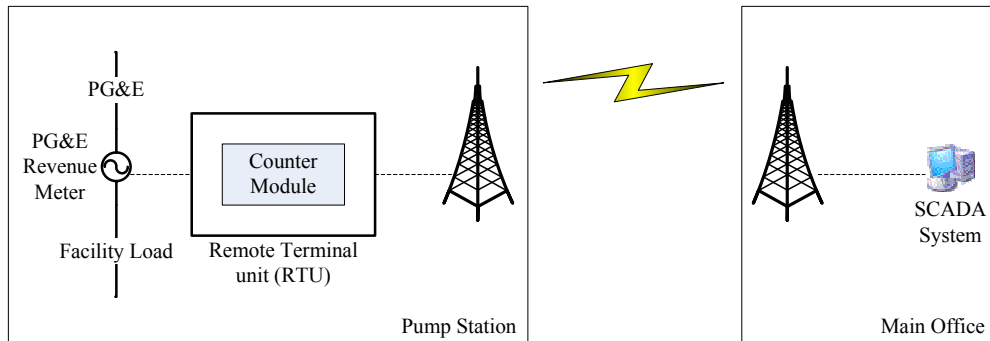 PG&E
PG&E
Revenue
Meter
Facility Load
Counter
Module
Remote Terminal
unit (RTU)
Pump Station
SCADA
System
Main Office